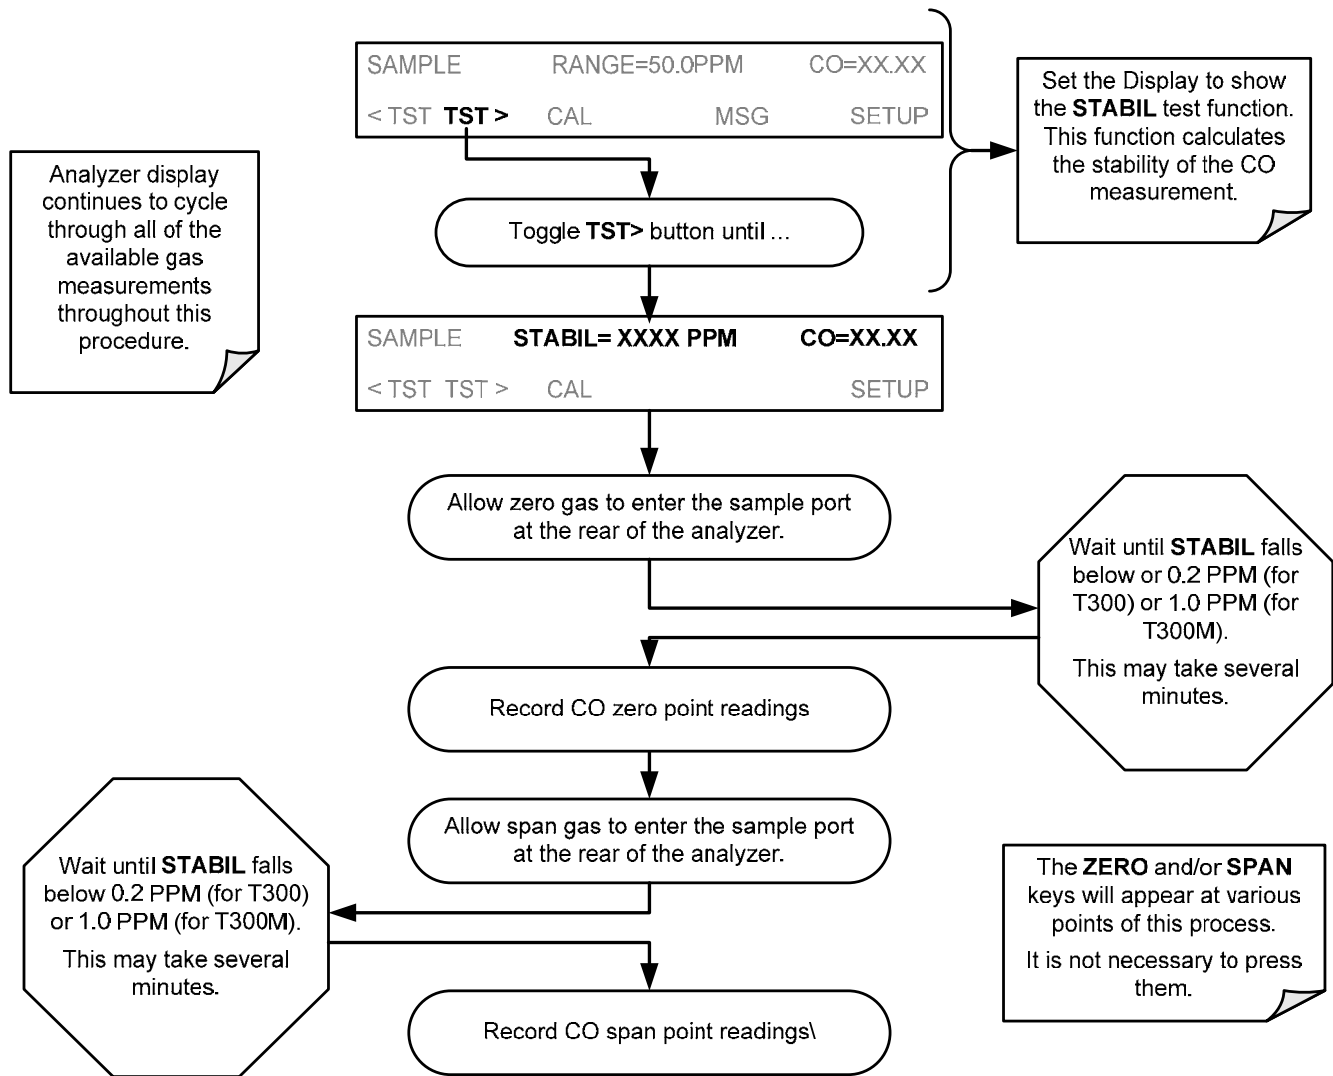 SAMPLE RANGE=50.0PPM CO=XX.XX
< TST TST > CAL MSG SETUP
Set the Display to show
the STABIL test function.
This function calculates
the stability of the CO
measurement.
Analyzer display
continues to cycle
through all of the
available gas
measurements
throughout this
procedure.
Toggle TST> button until ...
SAMPLE STABIL= XXXX PPM CO=XX.XX
< TST TST > CAL SETUP
Allow zero gas to enter the sample port
at the rear of the analyzer.
Wait until STABIL falls
below or 0.2 PPM (for
T300) or 1.0 PPM (for
T300M).
This may take several
minutes.
Record CO zero point readings
Allow span gas to enter the sample port
at the rear of the analyzer.
Wait until STABIL falls
below 0.2 PPM (for T300)
or 1.0 PPM (for T300M).
This may take several
minutes.
The ZERO and/or SPAN
keys will appear at various
points of this process.
It is not necessary to press
them.
Record CO span point readings\